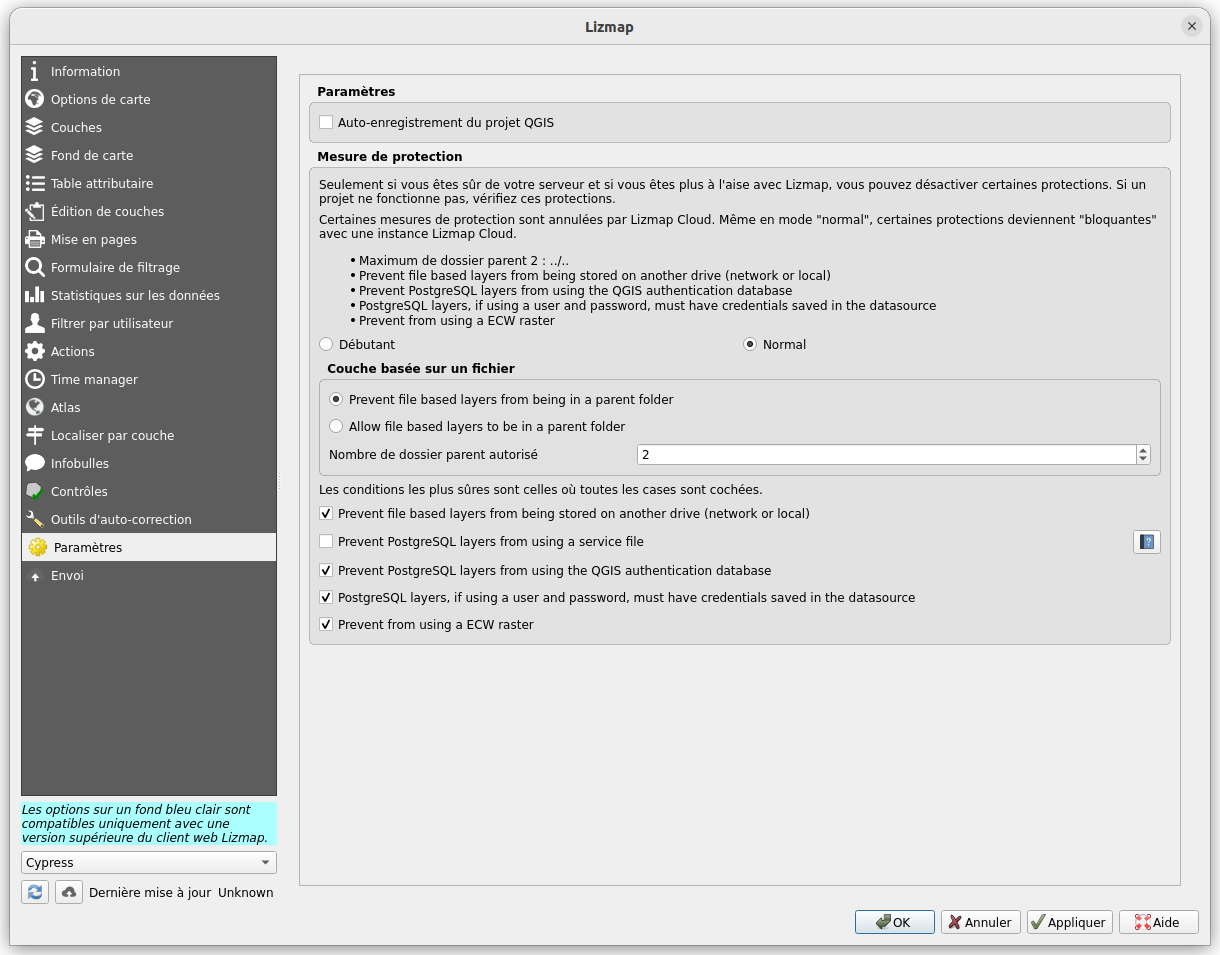 Lizmap
Information
Options de carte
Couches
Fond de carte
Table attributaire
Édition de couches
Mise en pages
Formulaire de filtrage
Statistiques sur les données
Filtrer par utilisateur
Actions
Time manager
Atlas
Localiser par couche
Infobulles
Contrôles
Outils d'auto-correction
Paramètres
Envoi
Les options sur un fond bleu clair sont
compatibles uniquement avec une
version supérieure du client web Lizmap.
Cypress
Dernière mise à jour Unknown
Paramètres
Auto-enregistrement du projet QGIS
Mesure de protection
Seulement si vous êtes sûr de votre serveur et si vous êtes plus à l'aise avec Lizmap, vous pouvez désactiver certaines protections. Si un
projet ne fonctionne pas, vérifiez ces protections.
Certaines mesures de protection sont annulées par Lizmap Cloud. Même en mode "normal", certaines protections deviennent "bloquantes"
avec une instance Lizmap Cloud.
• Maximum de dossier parent 2 : ../..
• Prevent file based layers from being stored on another drive (network or local)
• Prevent PostgreSQL layers from using the QGIS authentication database
• PostgreSQL layers, if using a user and password, must have credentials saved in the datasource
• Prevent from using a ECW raster
Débutant
Normal
Couche basée sur un fichier
Prevent file based layers from being in a parent folder
Allow file based layers to be in a parent folder
Nombre de dossier parent autorisé
2
Les conditions les plus sûres sont celles où toutes les cases sont cochées.
Prevent file based layers from being stored on another drive (network or local)
Prevent PostgreSQL layers from using a service file
Prevent PostgreSQL layers from using the QGIS authentication database
PostgreSQL layers, if using a user and password, must have credentials saved in the datasource
Prevent from using a ECW raster
OK
Annuler
Appliquer
Aide